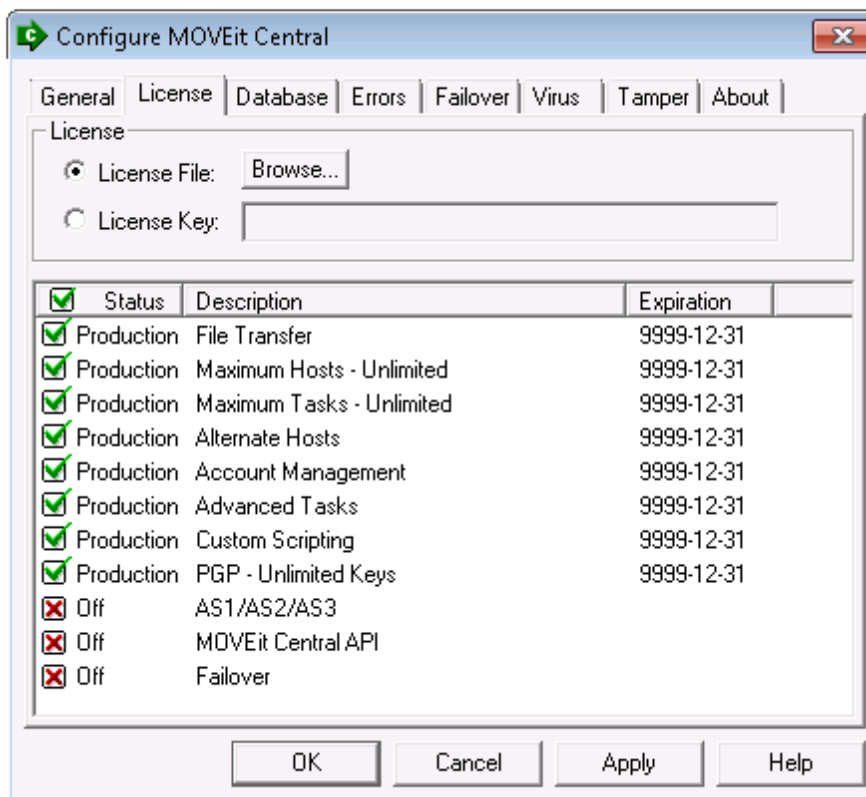 Configure MOVEit Central
General License Database Errors Failover Virus Tamper About
License
License File: Browse...
License Key:
Status Description Expiration
Production File Transfer 9999-12-31
Production Maximum Hosts - Unlimited 9999-12-31
Production Maximum Tasks - Unlimited 9999-12-31
Production Alternate Hosts 9999-12-31
Production Account Management 9999-12-31
Production Advanced Tasks 9999-12-31
Production Custom Scripting 9999-12-31
Production PGP - Unlimited Keys 9999-12-31
Off AS1/AS2/AS3
Off MOVEit Central API
Off Failover
OK Cancel Apply Help